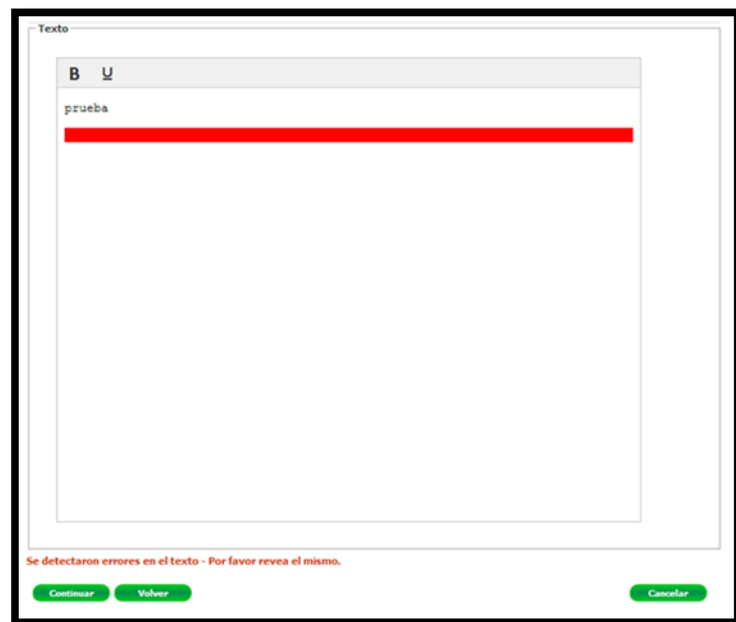 Texto
B U
prueba
Se detectaron errores en el texto - Por favor revea el mismo.
Continuar Volver Cancelar